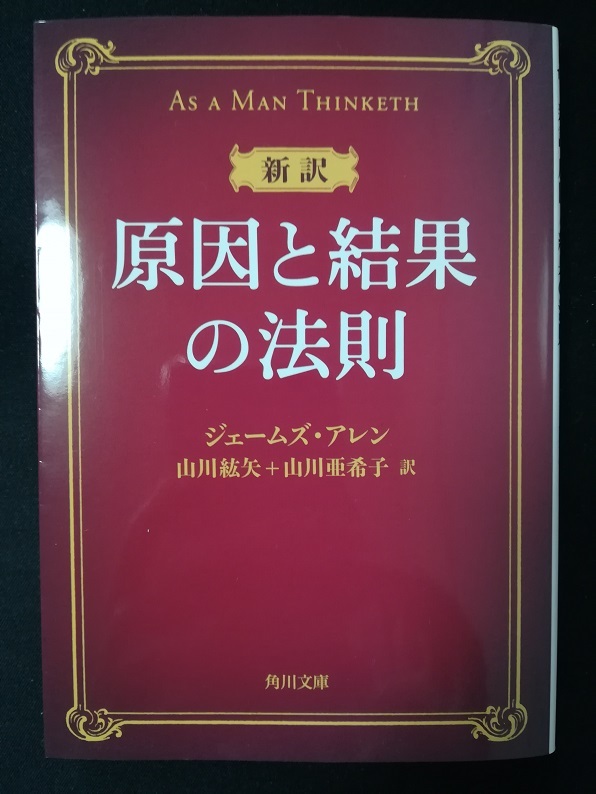 AS A MAN THINKETH
新訳
原因と結果
の法則
ジェームズ・アレン
山川紘矢+山川亜希子 訳
角川文庫